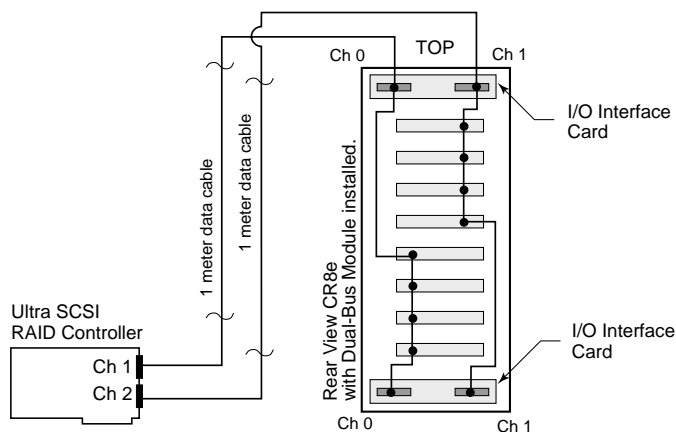 TOP
Ch 0
Ch 1
I/O Interface
Card
1 meter data cable
1 meter data cable
Rear View CR8e
with Dual-Bus Module installed.
Ultra SCSI
RAID Controller
Ch 1
Ch 2
I/O Interface
Card
Ch 0
Ch 1